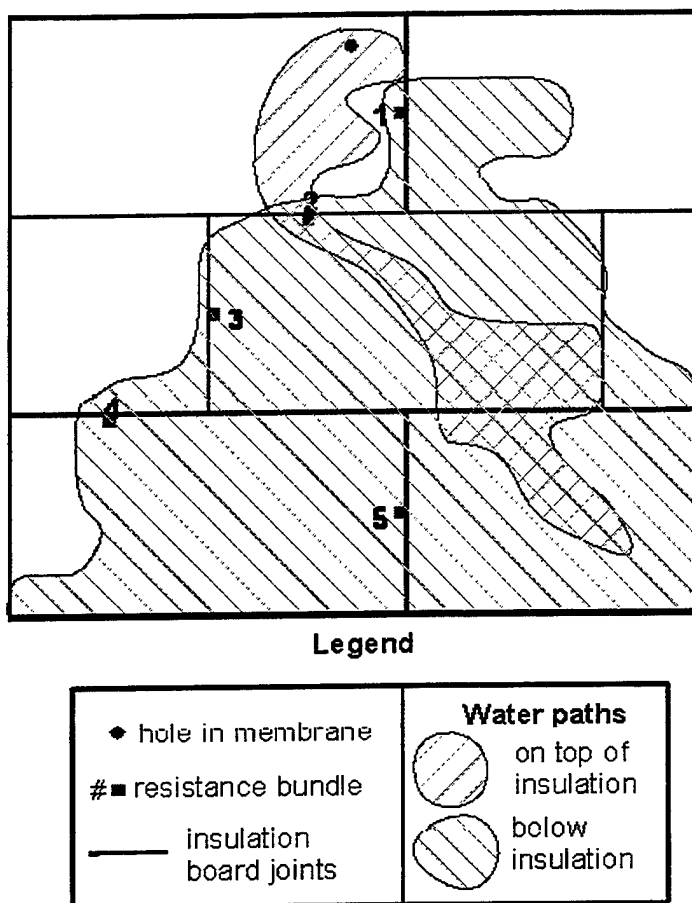 1
2
3
4
5
Legend
hole in membrane
# resistance bundle
insulation
board joints
Water paths
on top of
insulation
below
insulation